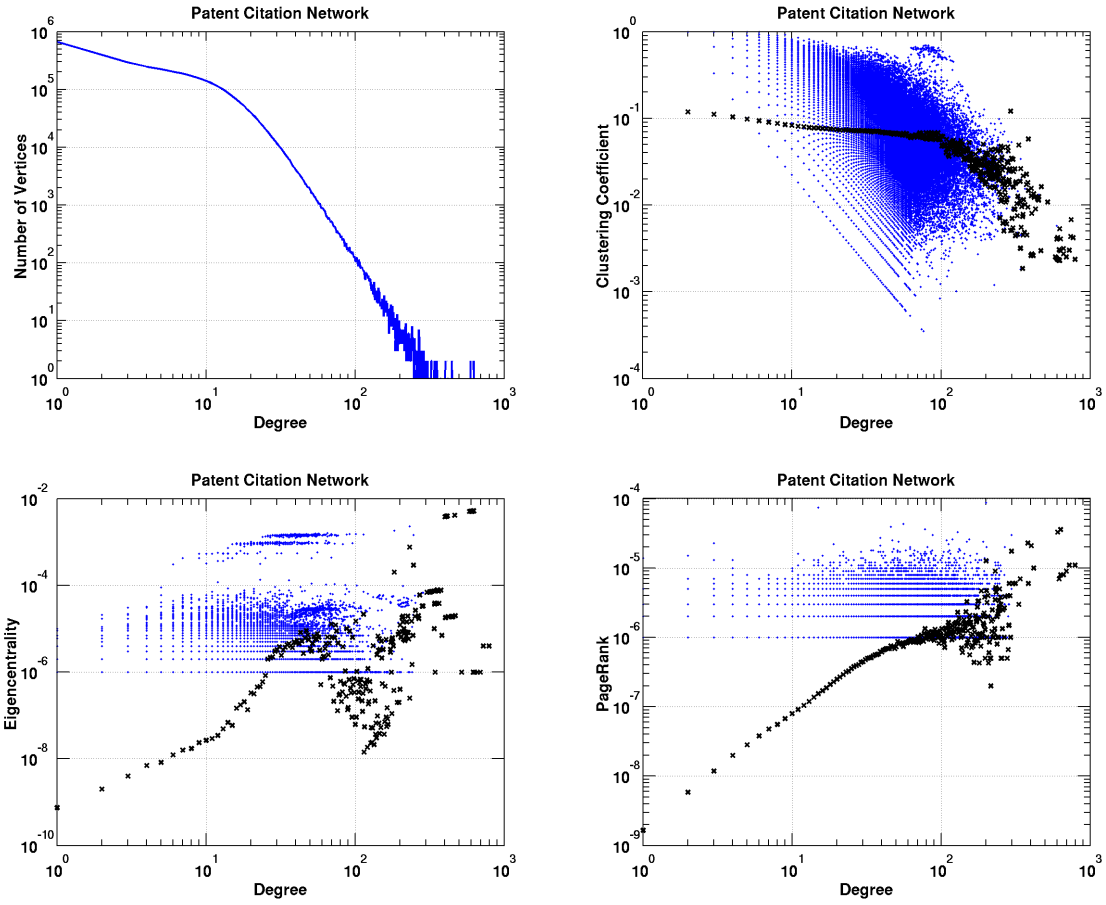 Patent Citation Network
10^6
10^5
10^4
10^3
10^2
10^1
10^0
Number of Vertices
10^0 10^1 10^2 10^3
Degree
Patent Citation Network
10^0
10^-1
10^-2
10^-3
10^-4
Clustering Coefficient
10^0 10^1 10^2 10^3
Degree
Patent Citation Network
10^-2
10^-4
10^-6
10^-8
10^-10
Eigencentrality
10^0 10^1 10^2 10^3
Degree
Patent Citation Network
10^-4
10^-5
10^-6
10^-7
10^-8
10^-9
PageRank
10^0 10^1 10^2 10^3
Degree